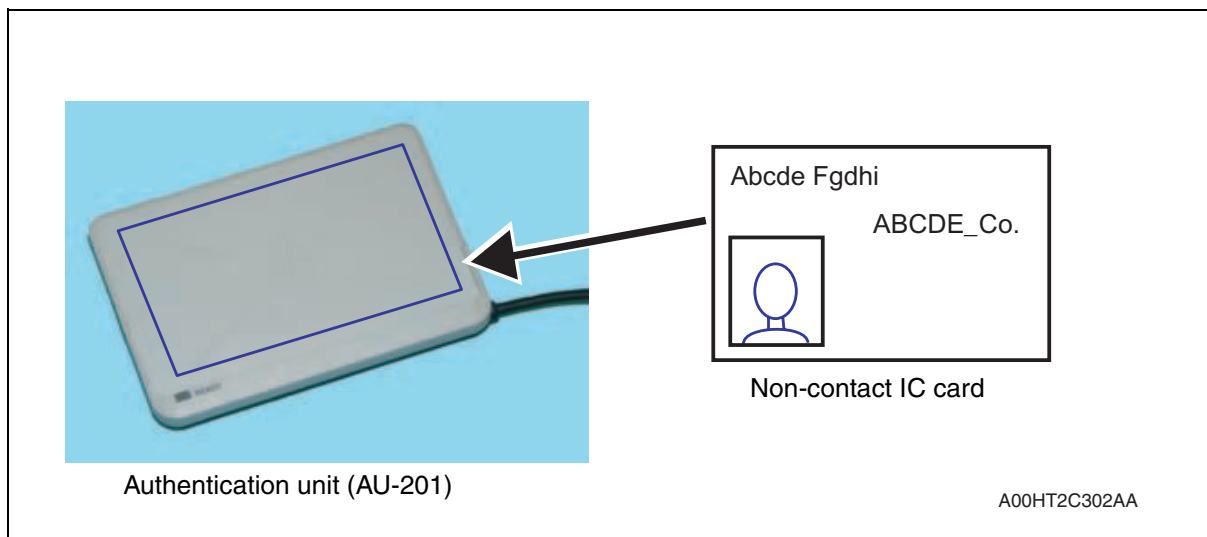 Abcde Fgdhi
ABCDE_Co.
Non-contact IC card
Authentication unit (AU-201)
A00HT2C302AA